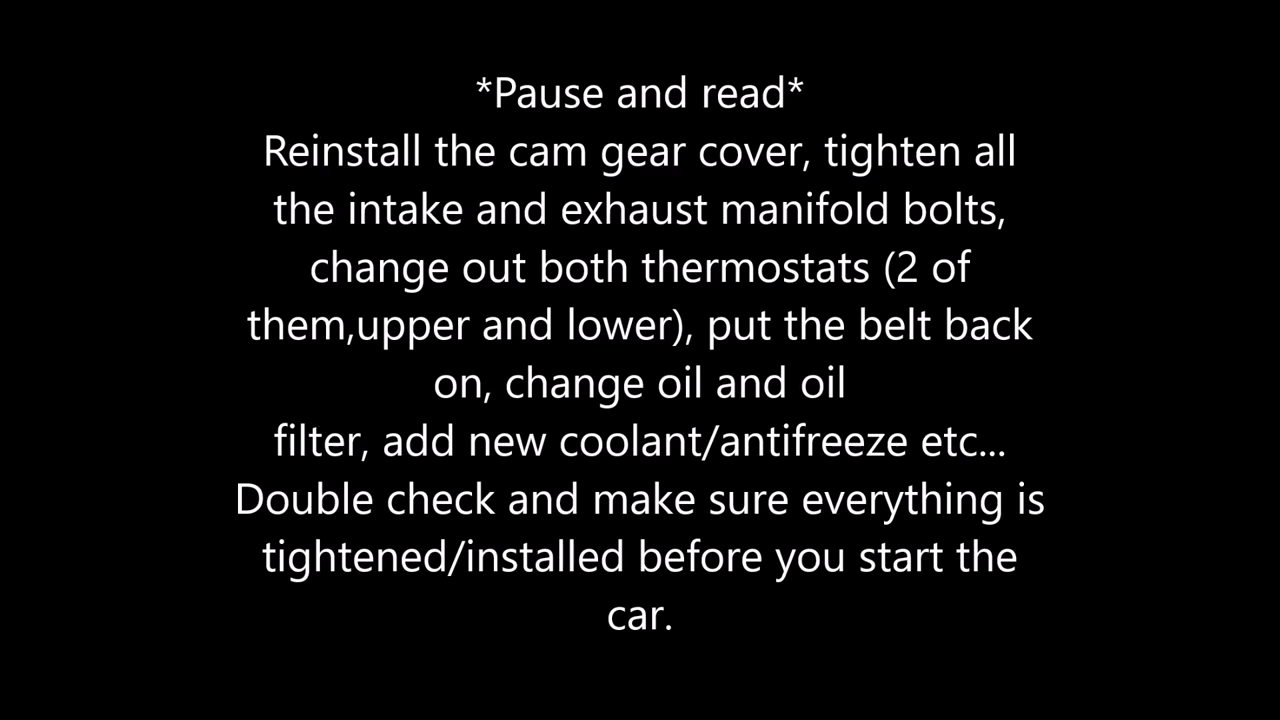 *Pause and read*
Reinstall the cam gear cover, tighten all
the intake and exhaust manifold bolts,
change out both thermostats (2 of
them,upper and lower), put the belt back
on, change oil and oil
filter, add new coolant/antifreeze etc...
Double check and make sure everything is
tightened/installed before you start the
car.